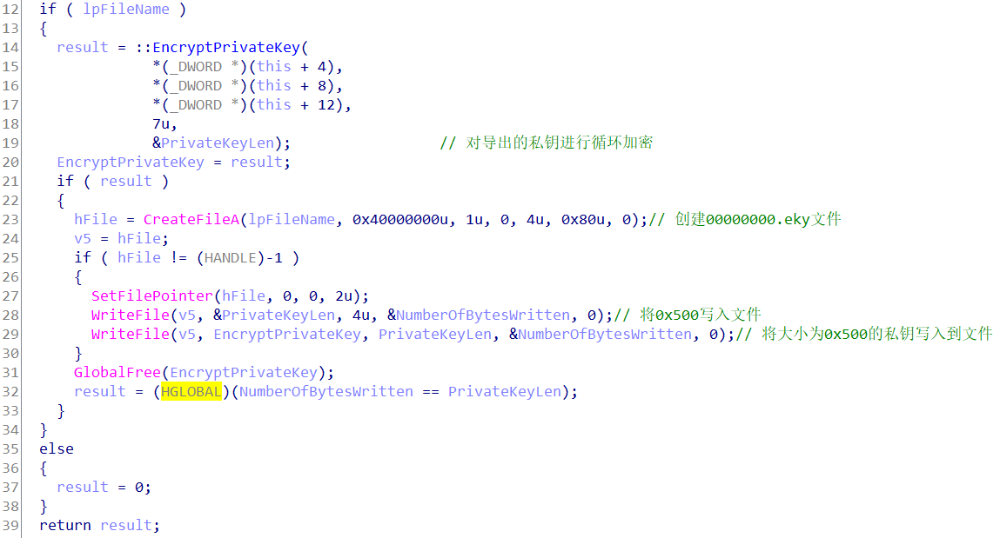 12 if ( lpFileName )
13 {
14 result = ::EncryptPrivateKey(
15 *(_DWORD *)(this + 4),
16 *(_DWORD *)(this + 8),
17 *(_DWORD *)(this + 12),
18 7u,
19 &PrivateKeyLen); // 对导出的私钥进行循环加密
20 EncryptPrivateKey = result;
21 if ( result )
22 {
23 hFile = CreateFileA(lpFileName, 0x40000000u, 1u, 0, 4u, 0x80u, 0);// 创建00000000.eky文件
24 v5 = hFile;
25 if ( hFile != (HANDLE)-1 )
26 {
27 SetFilePointer(hFile, 0, 0, 2u);
28 WriteFile(v5, &PrivateKeyLen, 4u, &NumberOfBytesWritten, 0);// 将0x500写入文件
29 WriteFile(v5, EncryptPrivateKey, PrivateKeyLen, &NumberOfBytesWritten, 0);// 将大小为0x500的私钥写入到文件
30 }
31 GlobalFree(EncryptPrivateKey);
32 result = (HGLOBAL)(NumberOfBytesWritten == PrivateKeyLen);
33 }
34 }
35 else
36 {
37 result = 0;
38 }
39 return result;